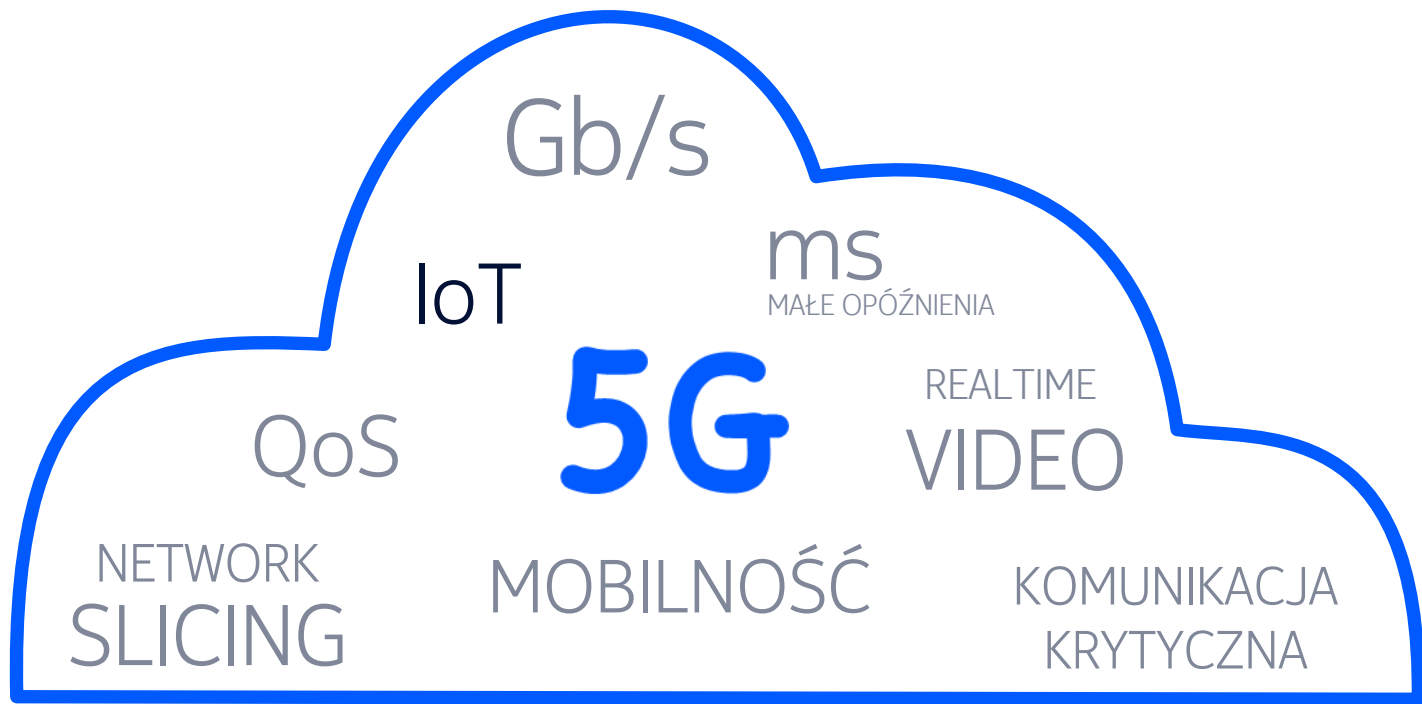 Gb/s
ms
MAŁE OPÓŹNIENIA
IoT
5G
REALTIME
VIDEO
QoS
NETWORK
SLICING
MOBILNOŚĆ
KOMUNIKACJA
KRYTYCZNA